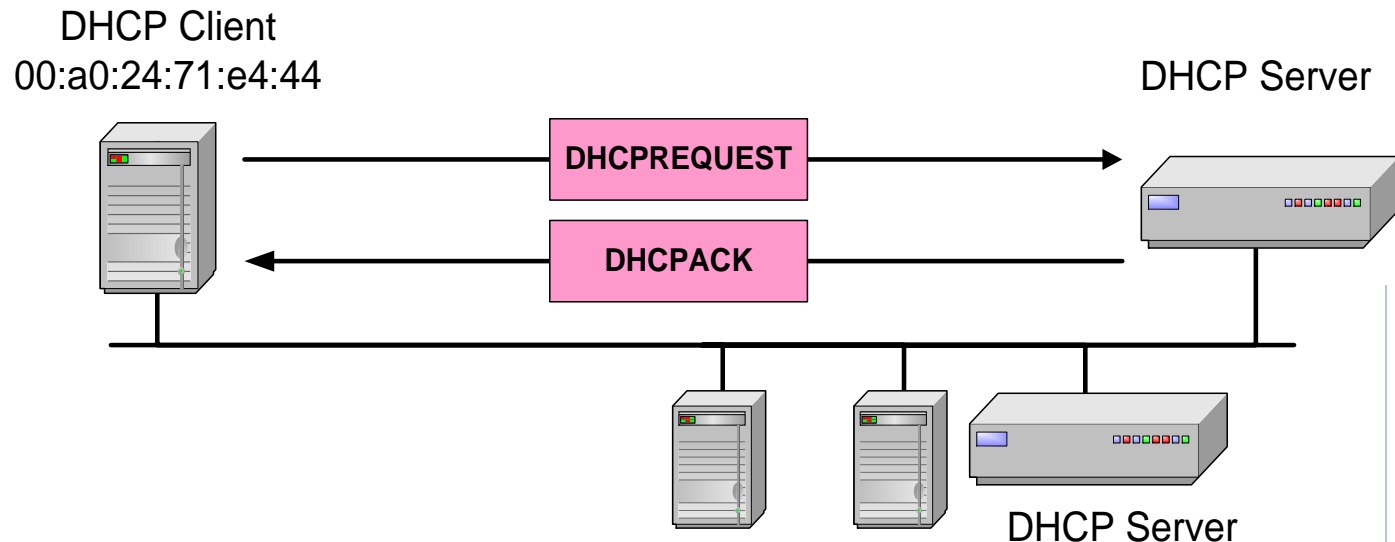 DHCP Client
00:a0:24:71:e4:44
DHCP Server
DHCPREQUEST
DHCPACK
DHCP Server